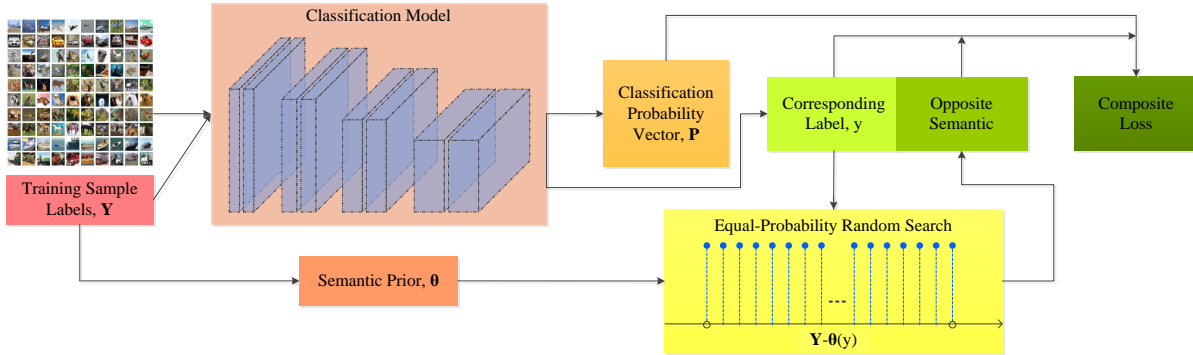 Classification Model
Classification
Probability
Vector, P
Corresponding
Label, y
Opposite
Semantic
Composite
Loss
Training Sample
Labels, Y
Semantic Prior, θ
Equal-Probability Random Search
Y-θ(y)